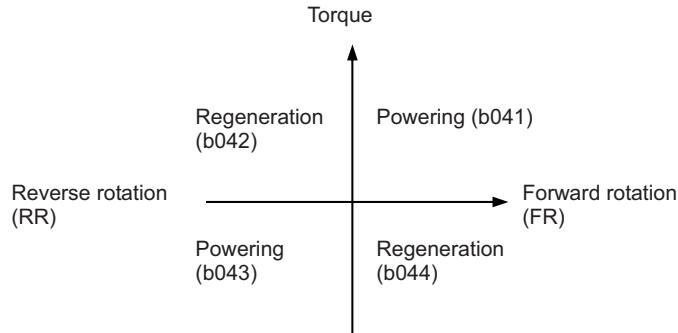 Torque
Regeneration
(b042)
Powering (b041)
Reverse rotation
(RR)
Forward rotation
(FR)
Powering
(b043)
Regeneration
(b044)